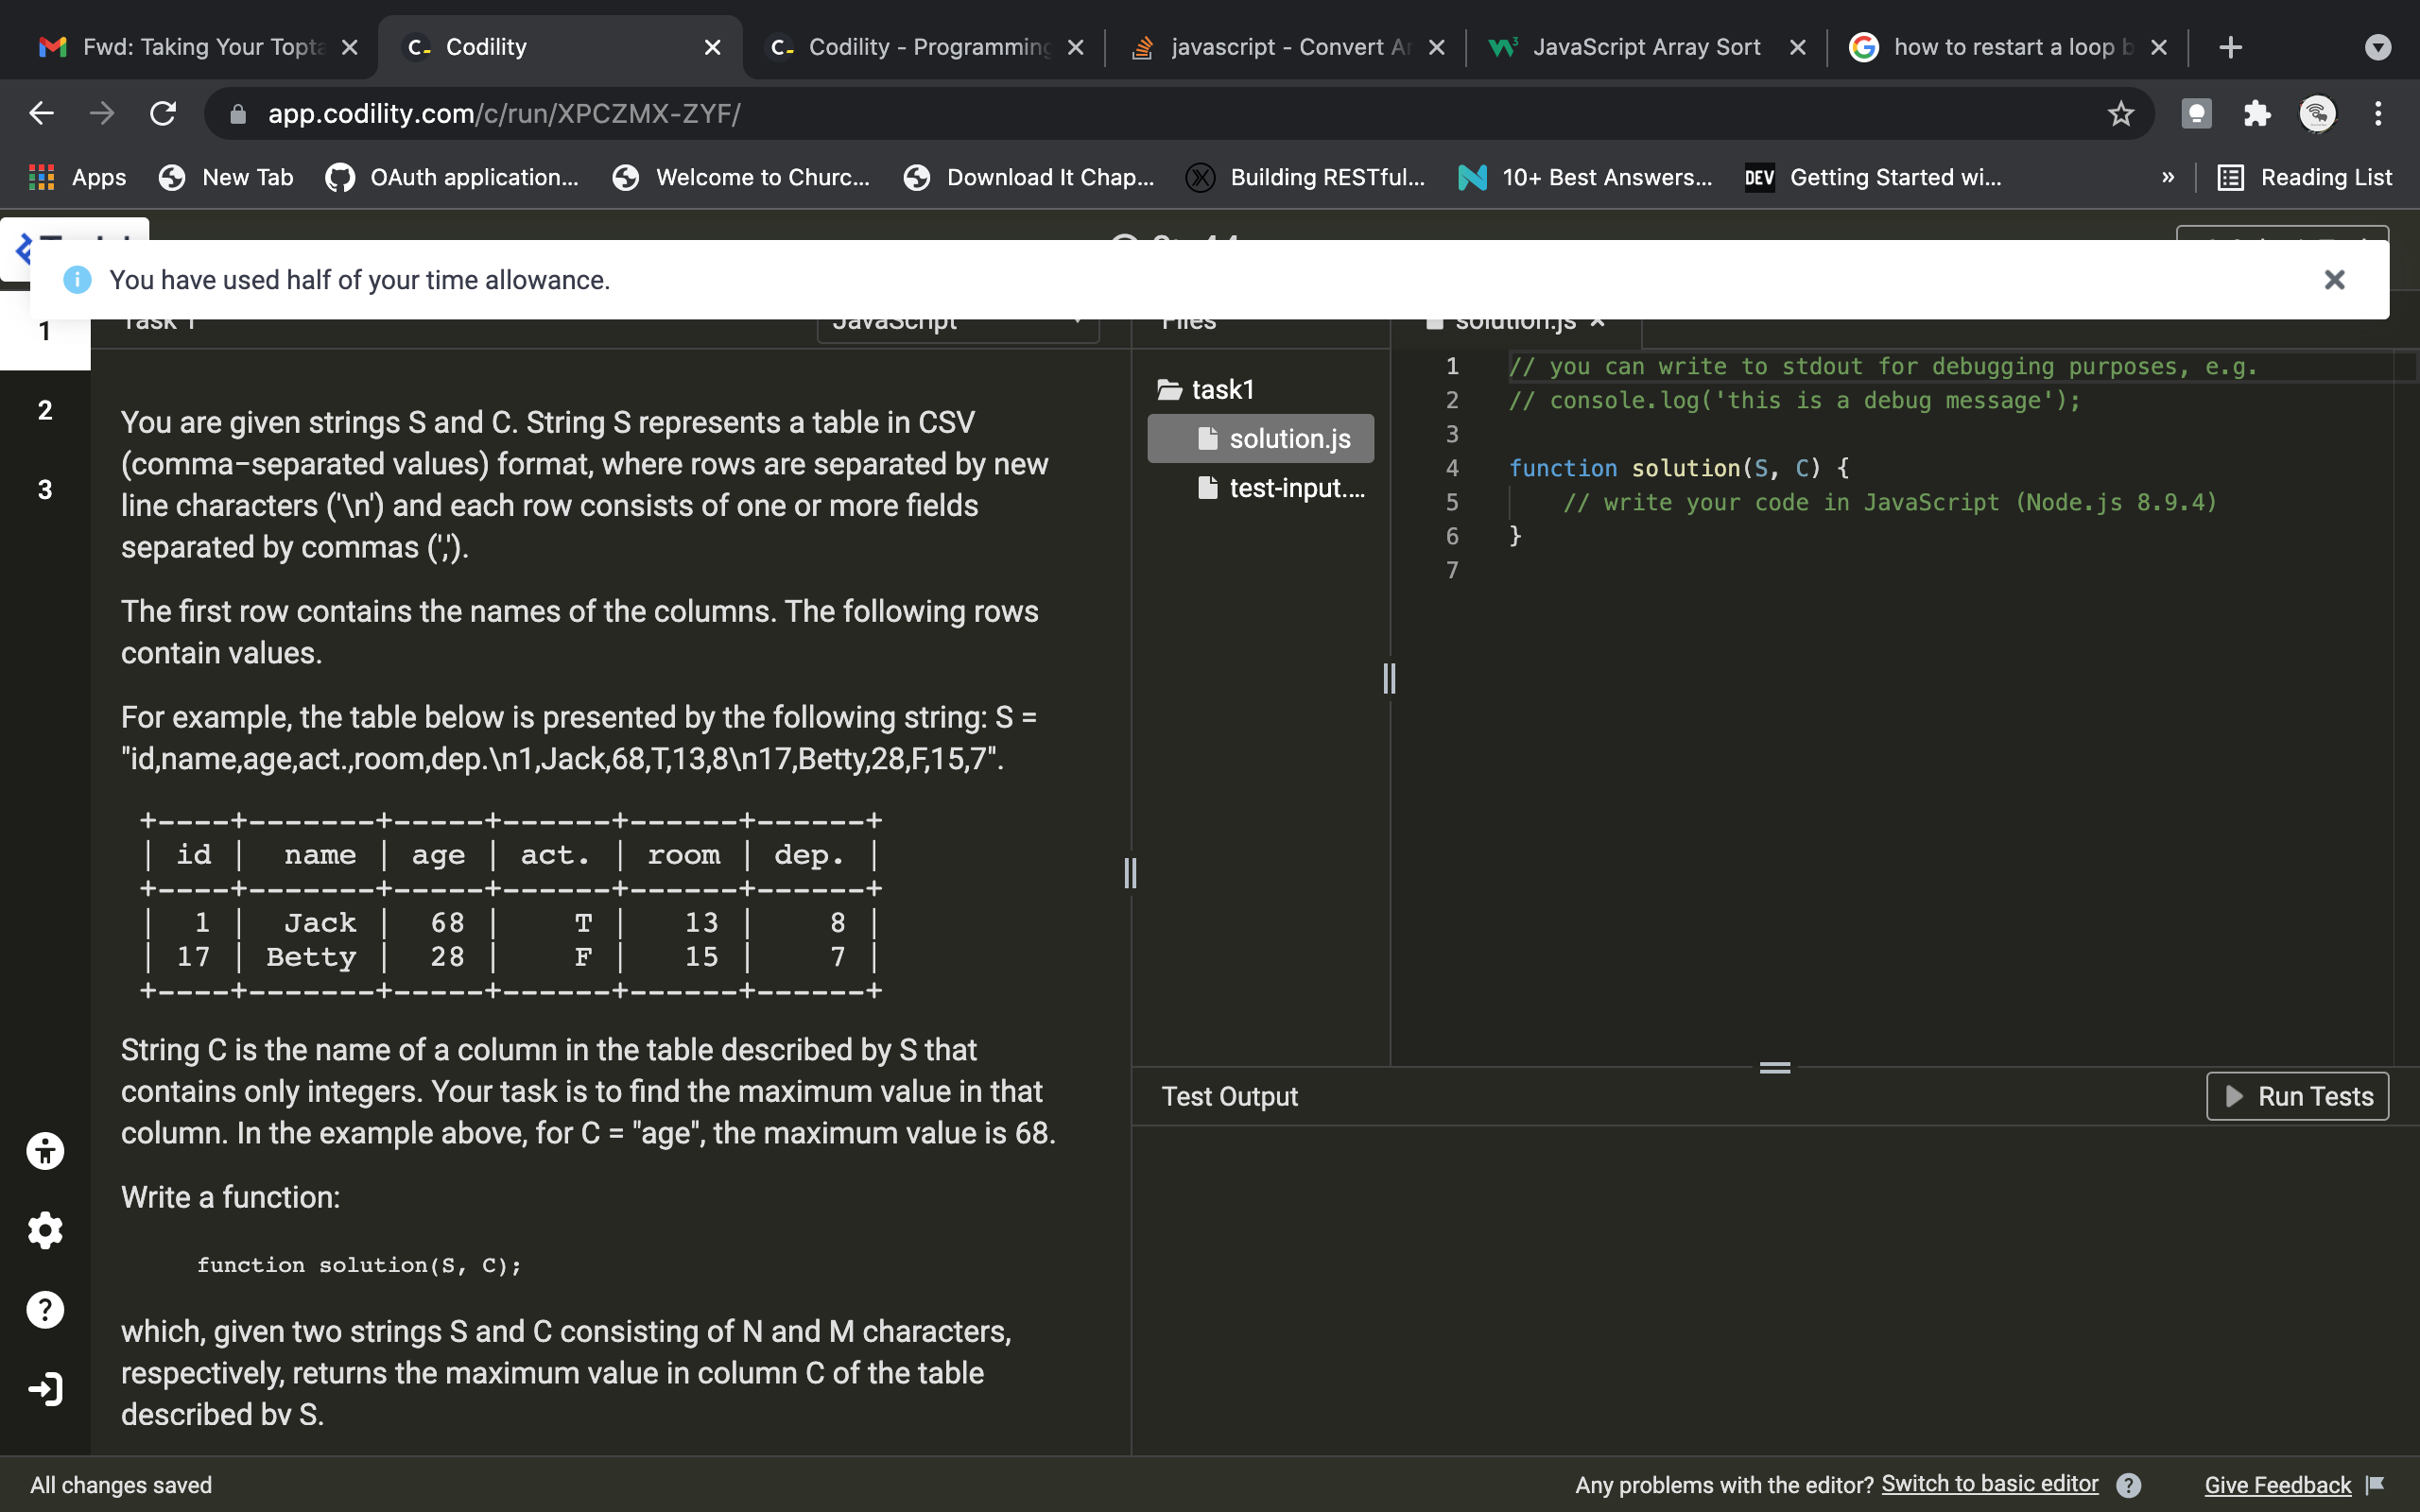 Fwd: Taking Your Topta
Codility
Codility - Programming
javascript - Convert Ar
JavaScript Array Sort
how to restart a loop b
app.codility.com/c/run/XPCZMX-ZYF/
Apps
New Tab
OAuth application...
Welcome to Churc...
Download It Chap...
Building RESTful...
10+ Best Answers...
DEV Getting Started wi...
»
Reading List
You have used half of your time allowance.
1
2
3
Task 1
JavaScript
Files
solution.js
task1
solution.js
test-input....
You are given strings S and C. String S represents a table in CSV
(comma-separated values) format, where rows are separated by new
line characters ('\n') and each row consists of one or more fields
separated by commas (',').
The first row contains the names of the columns. The following rows
contain values.
For example, the table below is presented by the following string: S =
"id,name,age,act.,room,dep.\n1,Jack,68,T,13,8\n17,Betty,28,F,15,7".
+----+-------+-----+------+------+------+
| id |  name | age | act. | room | dep. |
+----+-------+-----+------+------+------+
|  1 |  Jack |  68 |    T |   13 |    8 |
| 17 | Betty |  28 |    F |   15 |    7 |
+----+-------+-----+------+------+------+
String C is the name of a column in the table described by S that
contains only integers. Your task is to find the maximum value in that
column. In the example above, for C = "age", the maximum value is 68.
Write a function:
function solution(S, C);
which, given two strings S and C consisting of N and M characters,
respectively, returns the maximum value in column C of the table
described by S.
1 // you can write to stdout for debugging purposes, e.g.
2 // console.log('this is a debug message');
3
4 function solution(S, C) {
5     // write your code in JavaScript (Node.js 8.9.4)
6 }
7
Test Output
Run Tests
All changes saved
Any problems with the editor? Switch to basic editor
Give Feedback